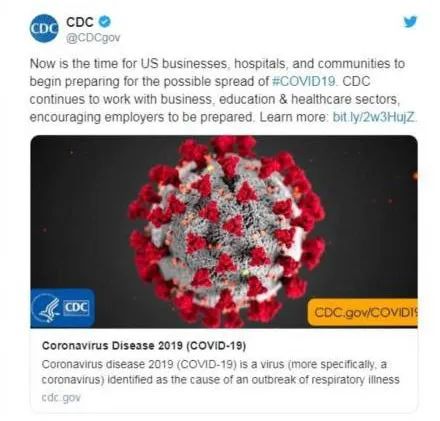 CDC
CDC
@CDCgov
Now is the time for US businesses, hospitals, and communities to
begin preparing for the possible spread of #COVID19. CDC
continues to work with business, education & healthcare sectors,
encouraging employers to be prepared. Learn more: bit.ly/2w3HujZ.
CDC
CDC.gov/COVID19
Coronavirus Disease 2019 (COVID-19)
Coronavirus disease 2019 (COVID-19) is a virus (more specifically, a
coronavirus) identified as the cause of an outbreak of respiratory illness
cdc.gov